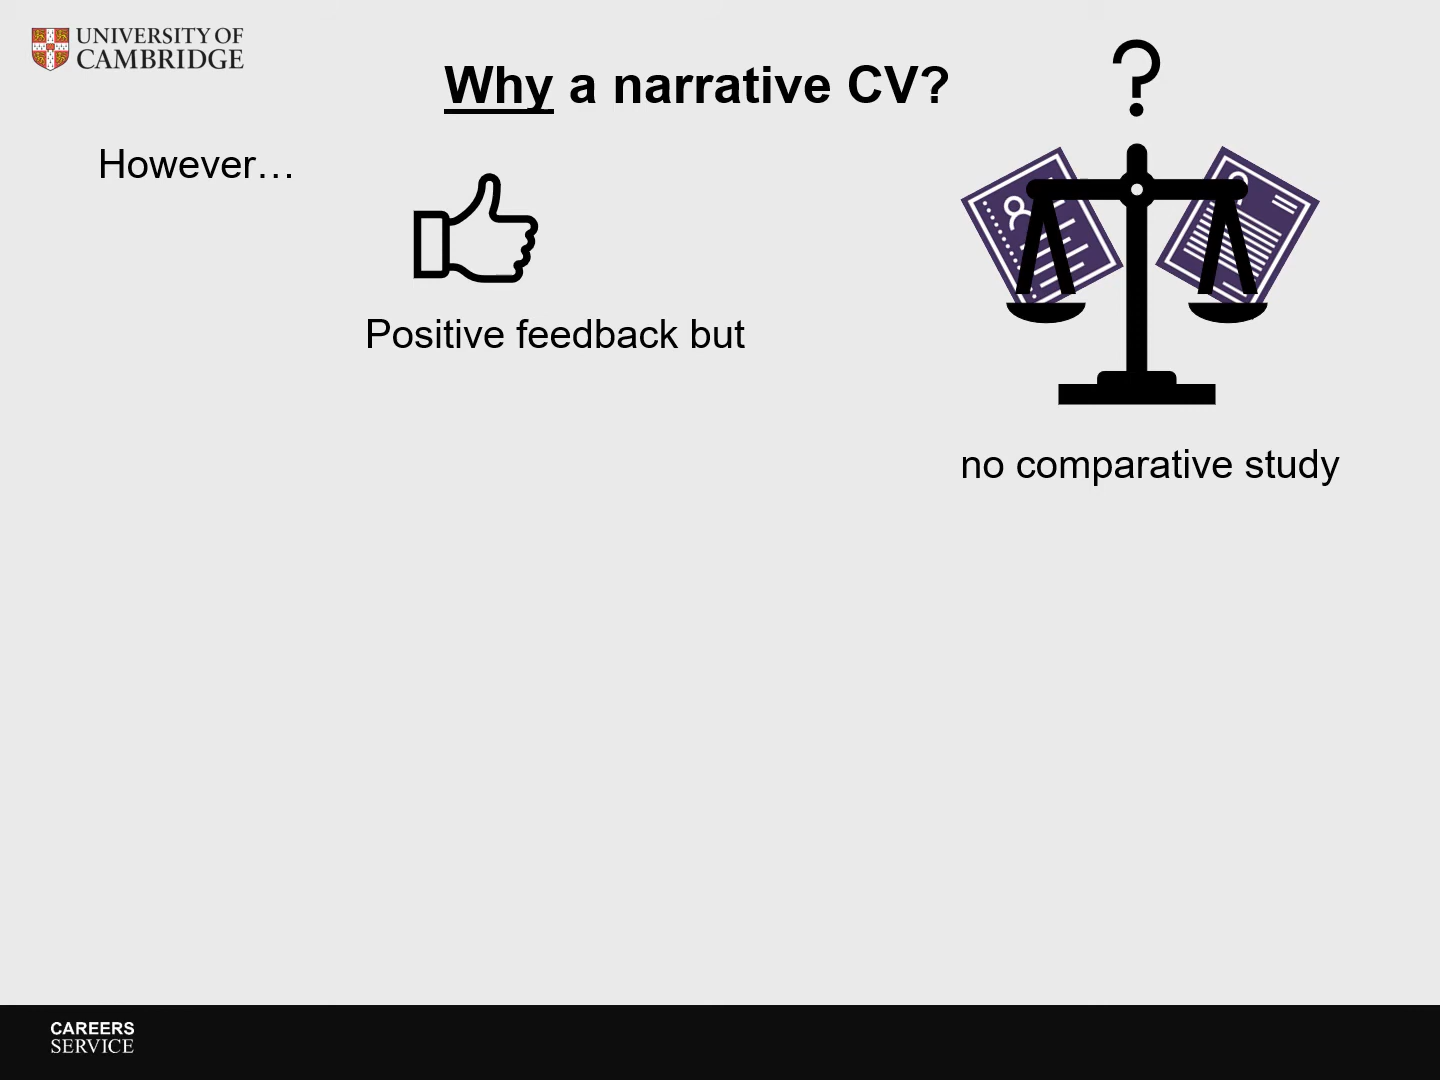 UNIVERSITY OF
CAMBRIDGE
Why a narrative CV?
?
However…
Positive feedback but
no comparative study
CAREERS
SERVICE